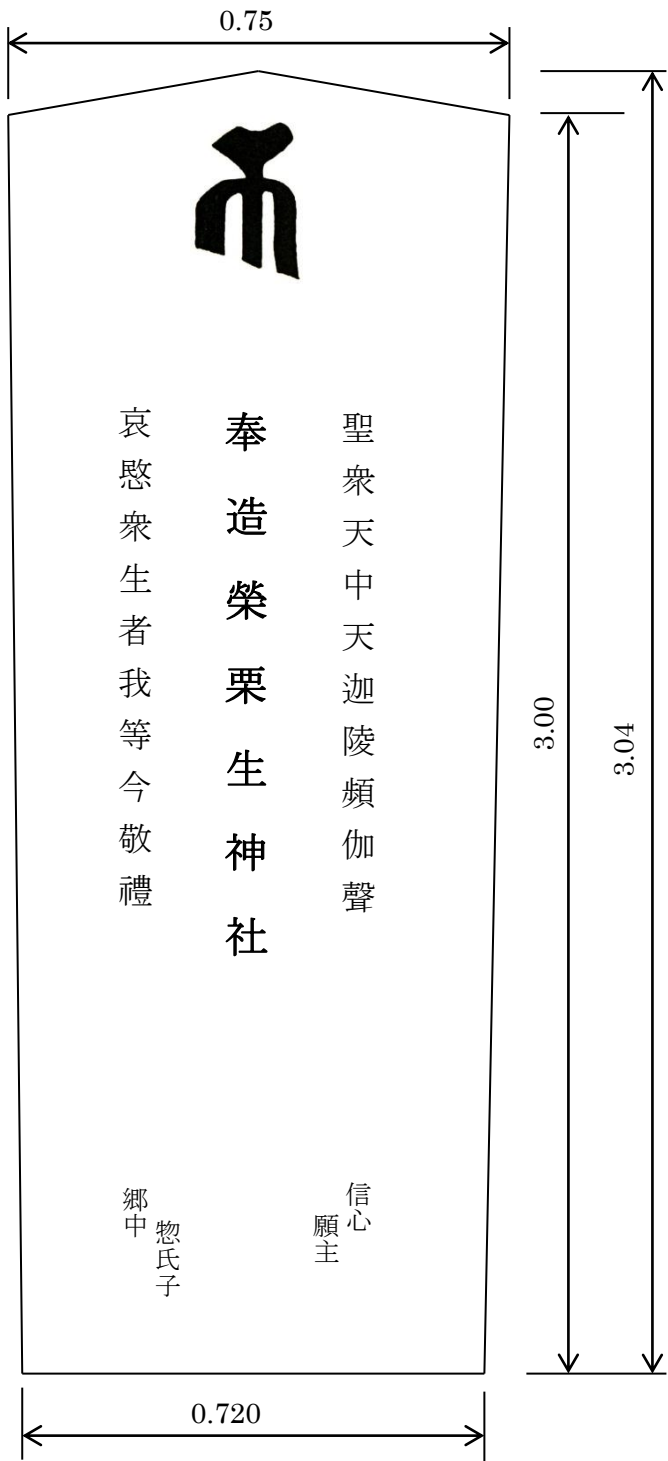 0.75
聖衆天中天迦陵頻伽聲
奉造榮栗生神社
哀愍衆生者我等今敬禮
信心
願主
惣氏子
郷中
3.00
3.04
0.720